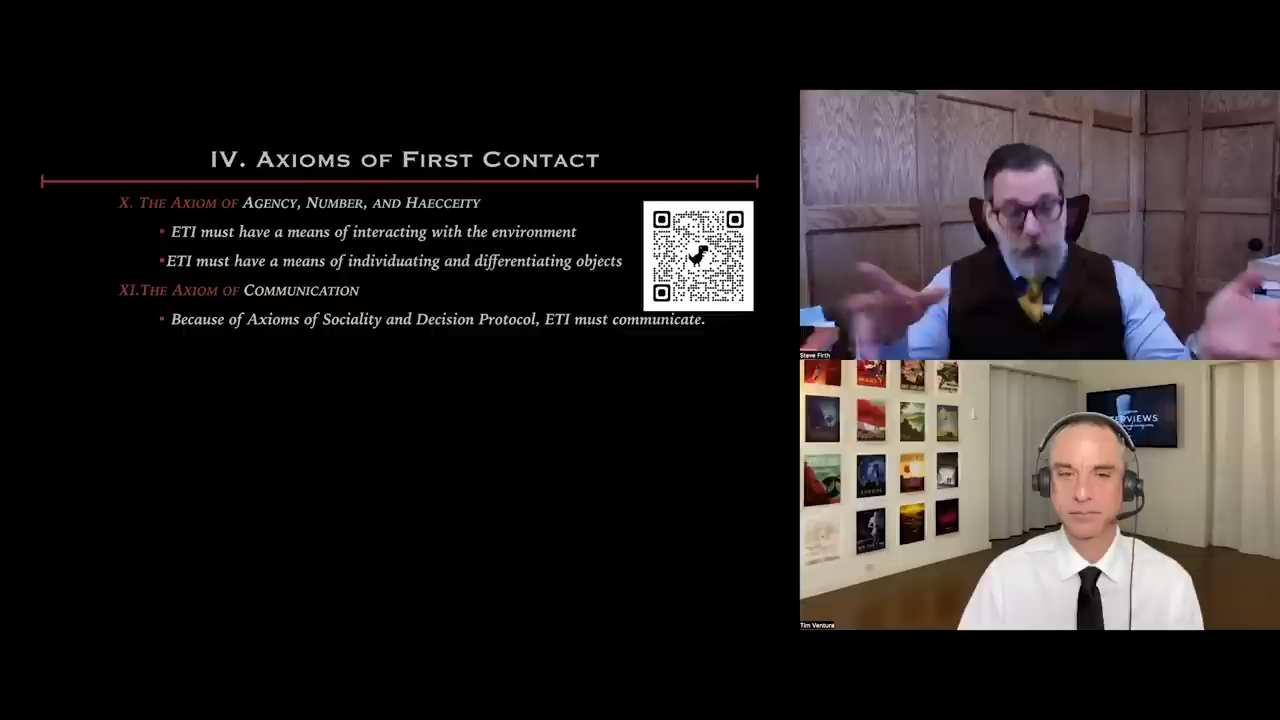 IV. Axioms of First Contact
X. The Axiom of Agency, Number, and Haecceity
▪ ETI must have a means of interacting with the environment
▪ETI must have a means of individuating and differentiating objects
XI.The Axiom of Communication
▪ Because of Axioms of Sociality and Decision Protocol, ETI must communicate.
Steve Firth
MARS
EUROPA
Tim Ventura